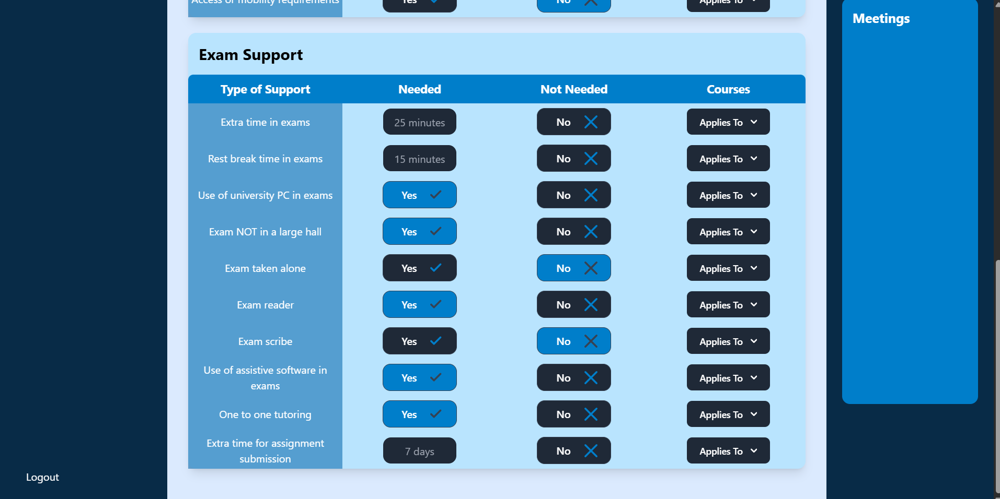 Access or mobility requirements Yes No Applies To
Exam Support
Type of Support Needed Not Needed Courses
Extra time in exams 25 minutes No Applies To
Rest break time in exams 15 minutes No Applies To
Use of university PC in exams Yes No Applies To
Exam NOT in a large hall Yes No Applies To
Exam taken alone Yes No Applies To
Exam reader Yes No Applies To
Exam scribe Yes No Applies To
Use of assistive software in
exams Yes No Applies To
One to one tutoring Yes No Applies To
Extra time for assignment
submission 7 days No Applies To
Meetings
Logout